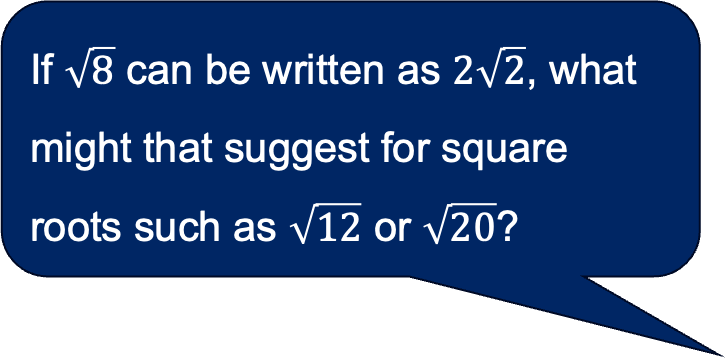 If √8 can be written as 2√2, what
might that suggest for square
roots such as √12 or √20?